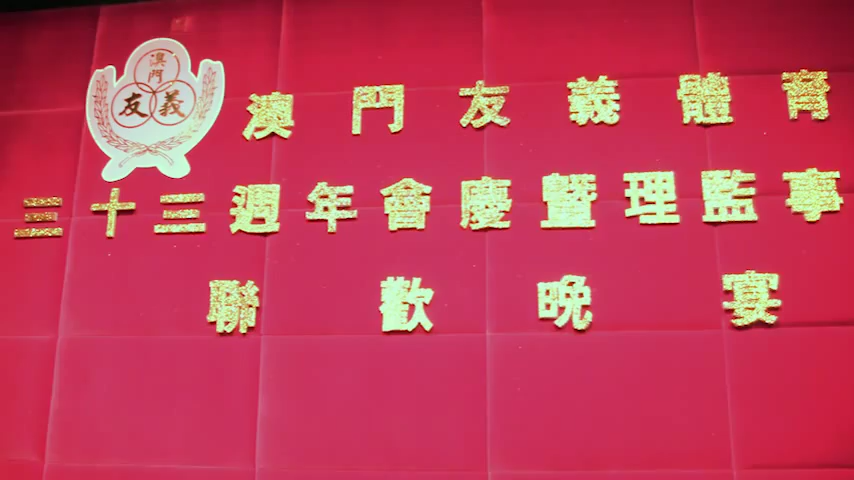 澳門
友義
澳門友義體育
三十三週年會慶暨理監事
聯歡晚宴